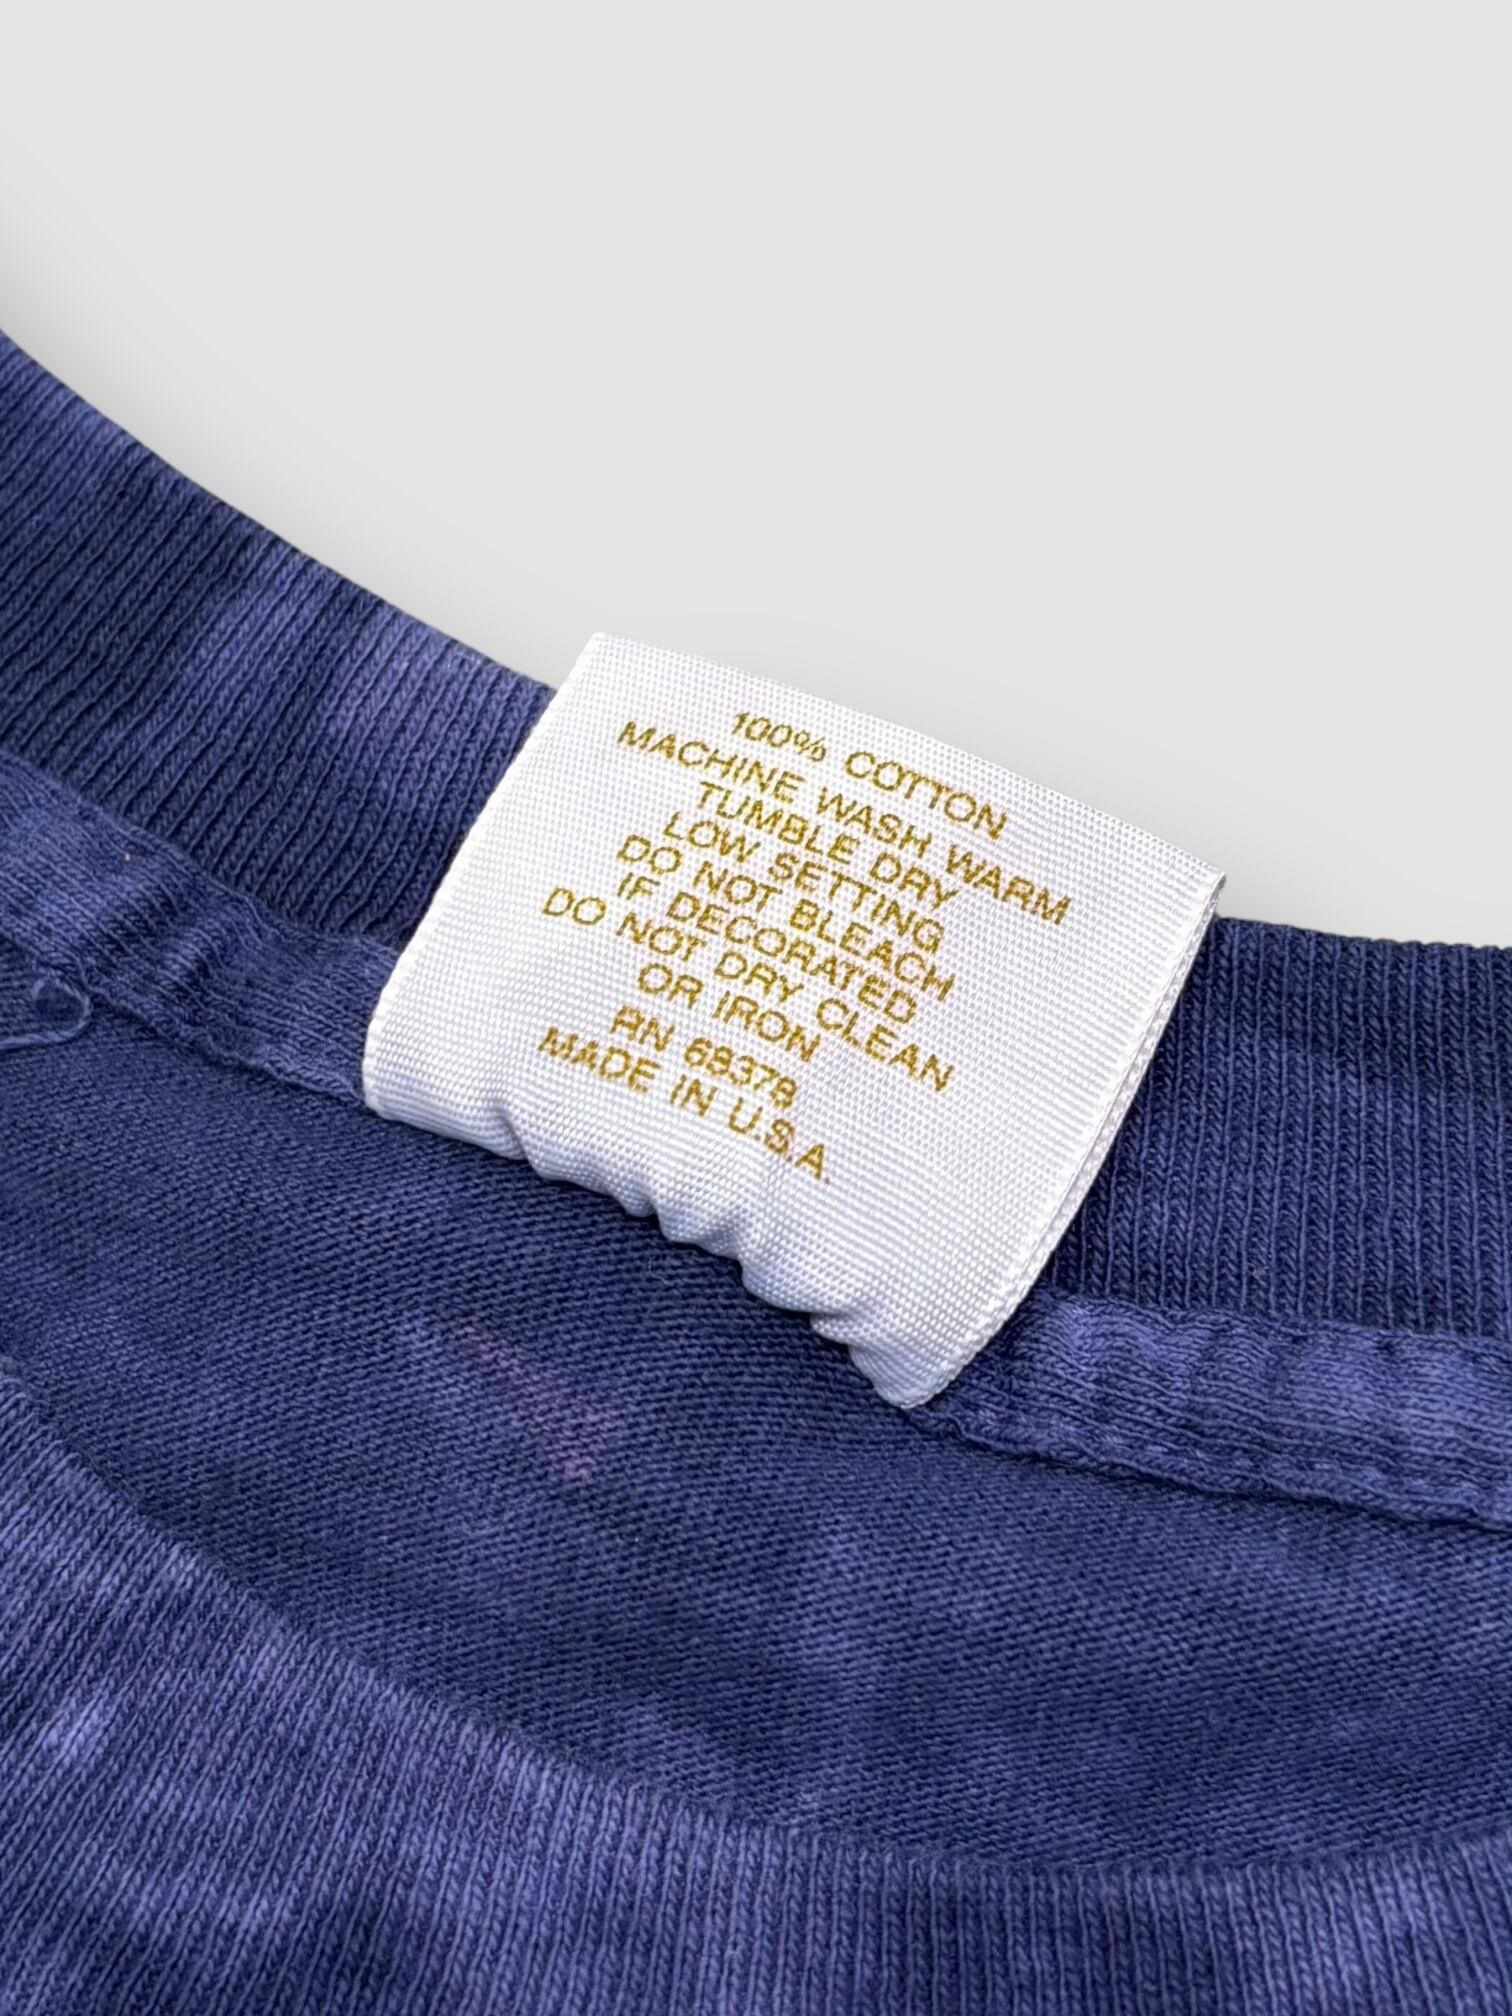 100% COTTON
MACHINE WASH WARM
TUMBLE DRY
LOW SETTING
DO NOT BLEACH
IF DECORATED
DO NOT DRY CLEAN
OR IRON
RN 68378
MADE IN U.S.A.